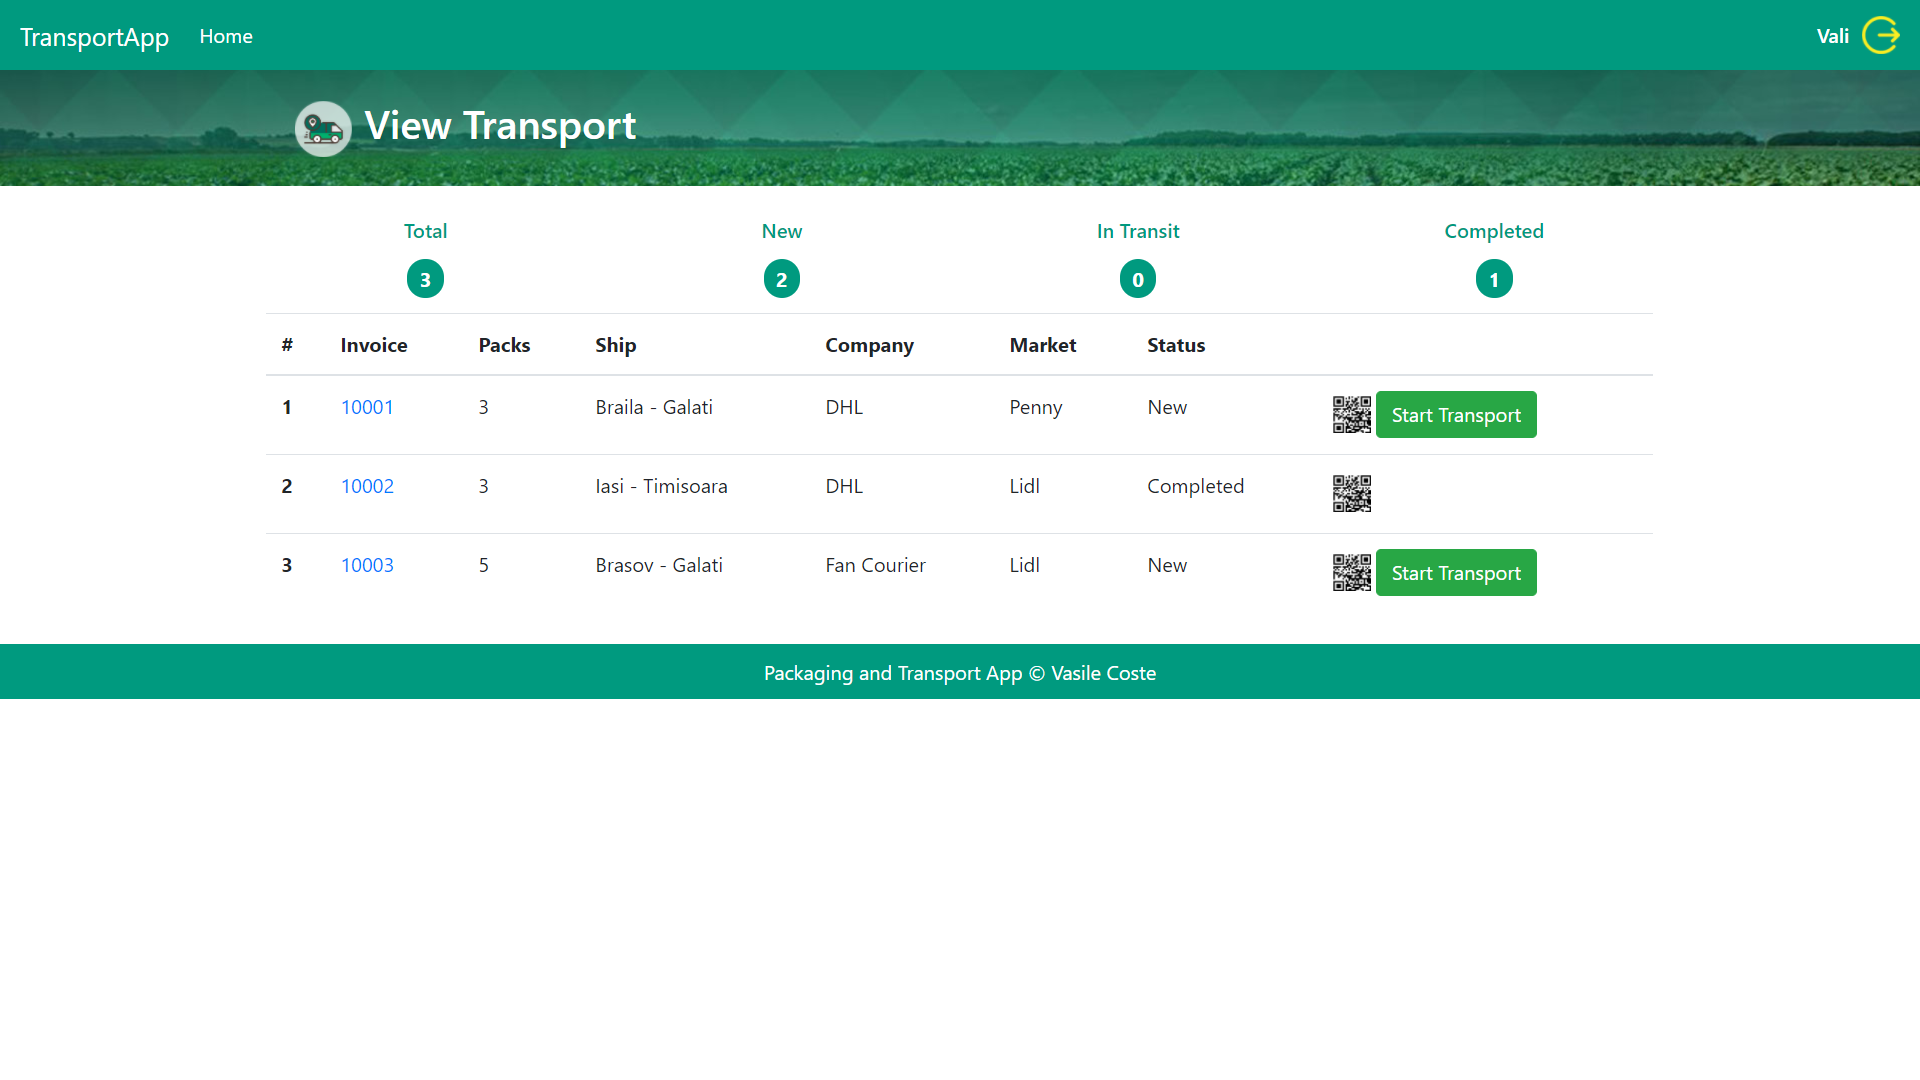 TransportApp Home Vali
View Transport
Total New In Transit Completed
3 2 0 1
# Invoice Packs Ship Company Market Status
1 10001 3 Braila - Galati DHL Penny New Start Transport
2 10002 3 Iasi - Timisoara DHL Lidl Completed
3 10003 5 Brasov - Galati Fan Courier Lidl New Start Transport
Packaging and Transport App © Vasile Coste